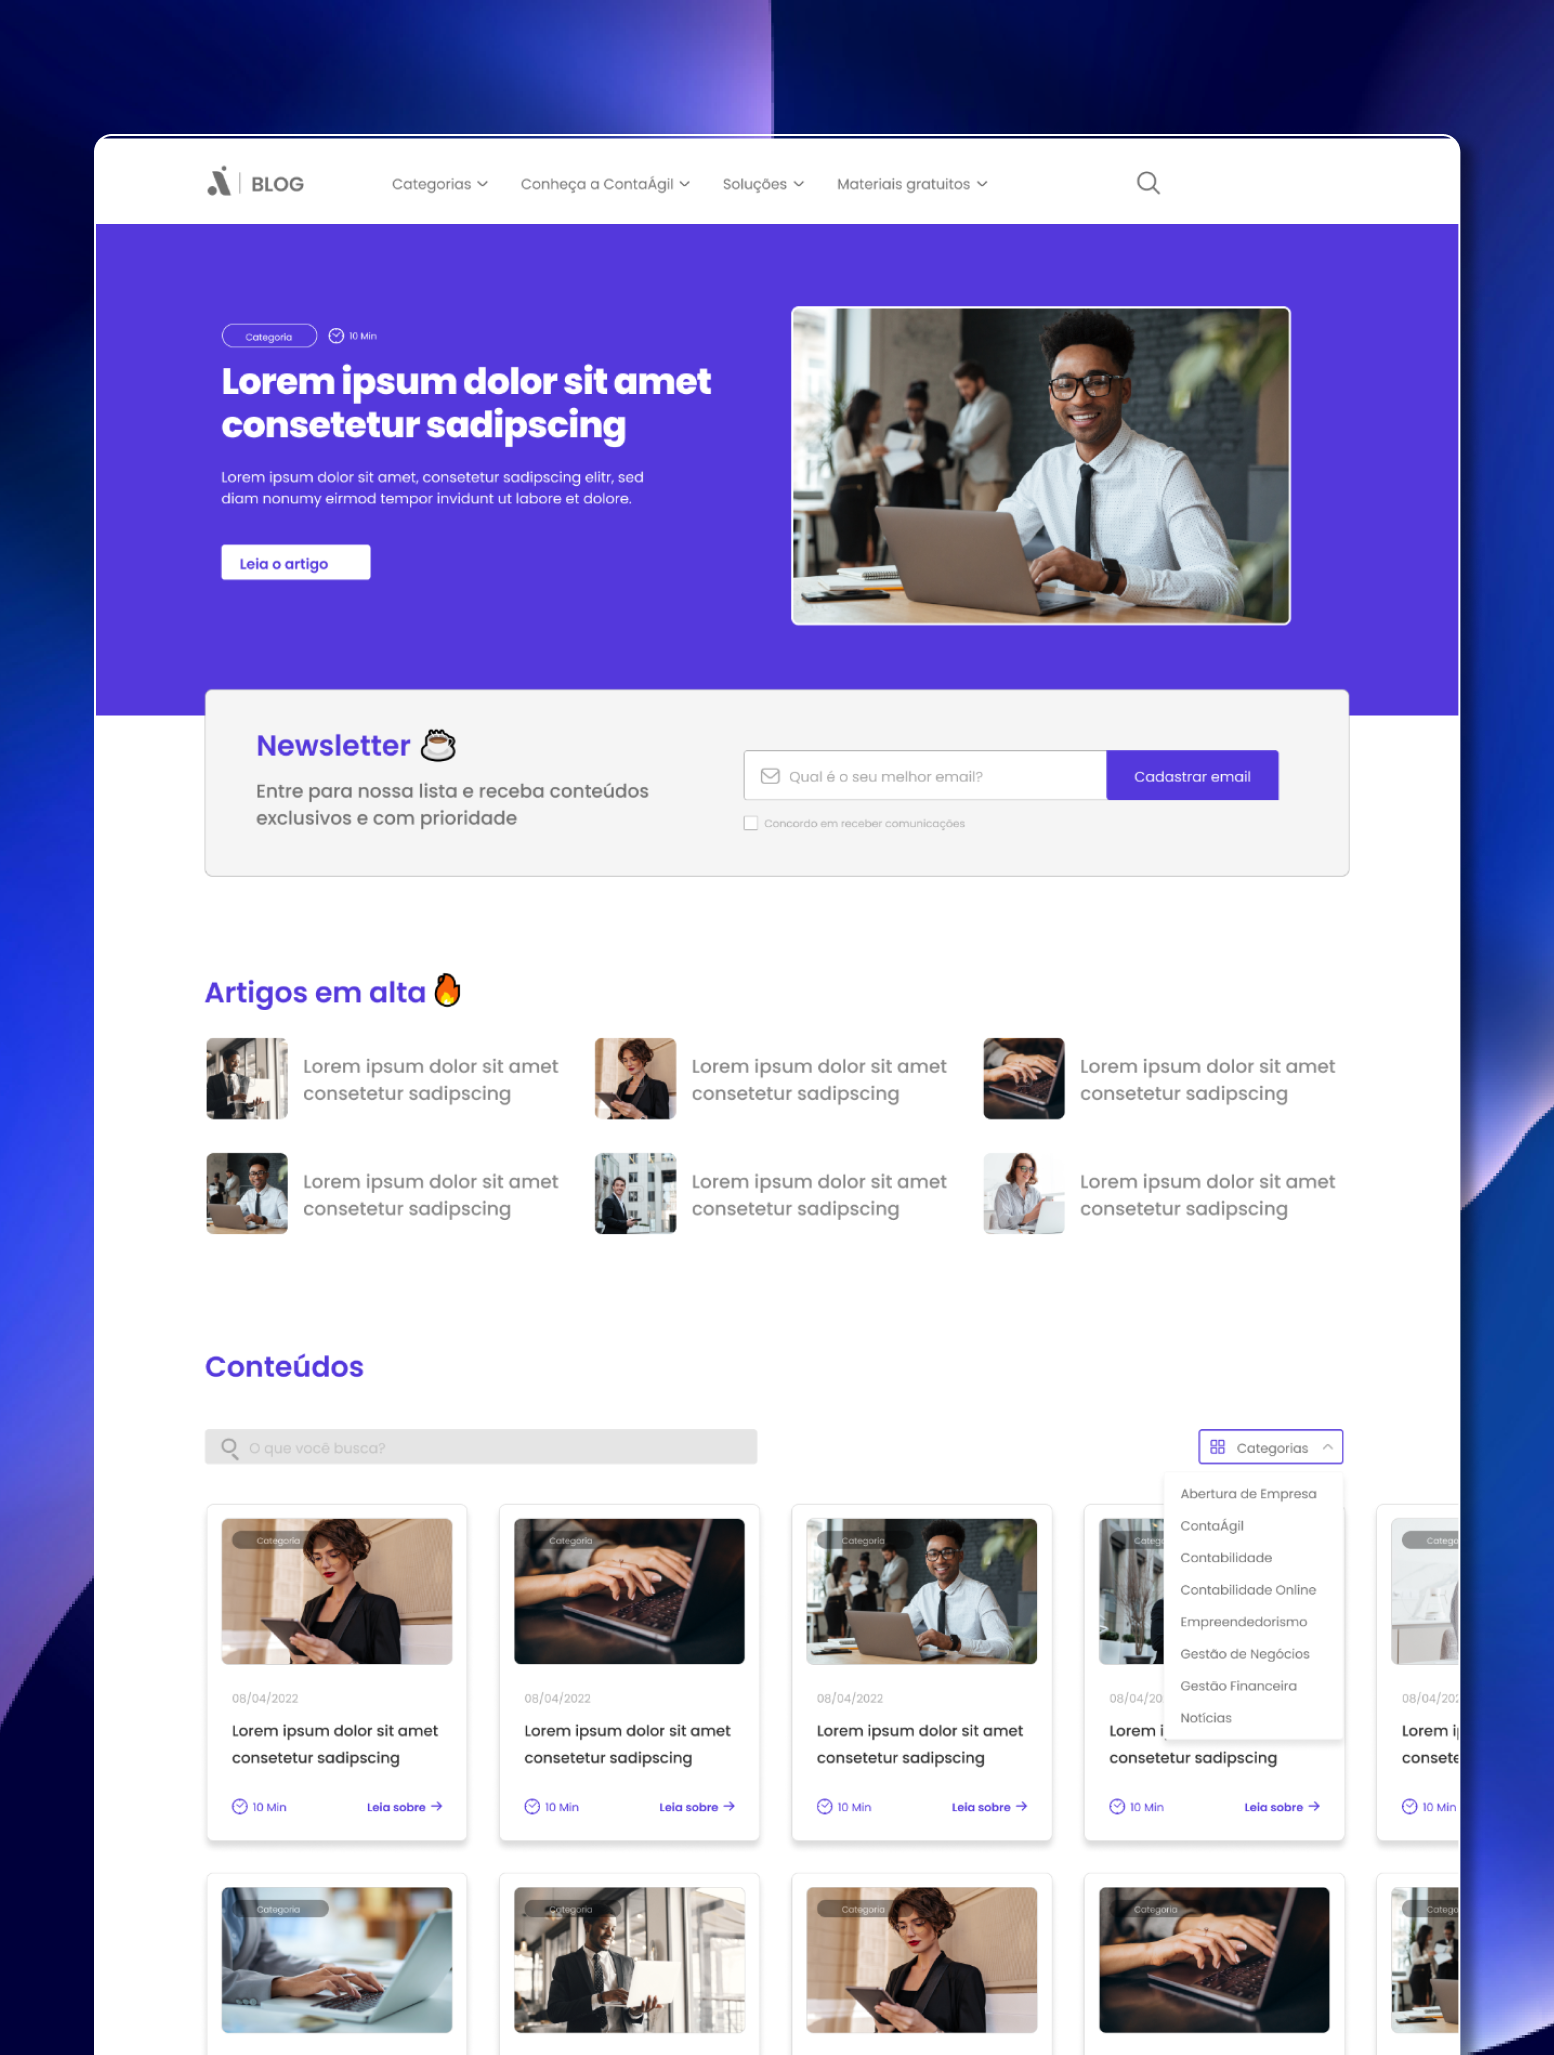 BLOG
Categorias
Conheça a ContaÁgil
Soluções
Materiais gratuitos
Categoria
10 Min
Lorem ipsum dolor sit amet
consetetur sadipscing
Lorem ipsum dolor sit amet, consetetur sadipscing elitr, sed
diam nonumy eirmod tempor invidunt ut labore et dolore.
Leia o artigo
Newsletter
Entre para nossa lista e receba conteúdos
exclusivos e com prioridade
Qual é o seu melhor email?
Cadastrar email
Concordo em receber comunicações
Artigos em alta
Lorem ipsum dolor sit amet
consetetur sadipscing
Lorem ipsum dolor sit amet
consetetur sadipscing
Lorem ipsum dolor sit amet
consetetur sadipscing
Lorem ipsum dolor sit amet
consetetur sadipscing
Lorem ipsum dolor sit amet
consetetur sadipscing
Lorem ipsum dolor sit amet
consetetur sadipscing
Conteúdos
O que você busca?
Categorias
Abertura de Empresa
ContaÁgil
Contabilidade
Contabilidade Online
Empreendedorismo
Gestão de Negócios
Gestão Financeira
Notícias
Categoria
08/04/2022
Lorem ipsum dolor sit amet
consetetur sadipscing
10 Min
Leia sobre
Categoria
08/04/2022
Lorem ipsum dolor sit amet
consetetur sadipscing
10 Min
Leia sobre
Categoria
08/04/2022
Lorem ipsum dolor sit amet
consetetur sadipscing
10 Min
Leia sobre
Categ
08/04/20
Lorem i
consetetur sadipscing
10 Min
Leia sobre
Catego
08/04/202
Lorem i
consete
10 Min
Categoria
Categoria
Categoria
Categoria
Catego